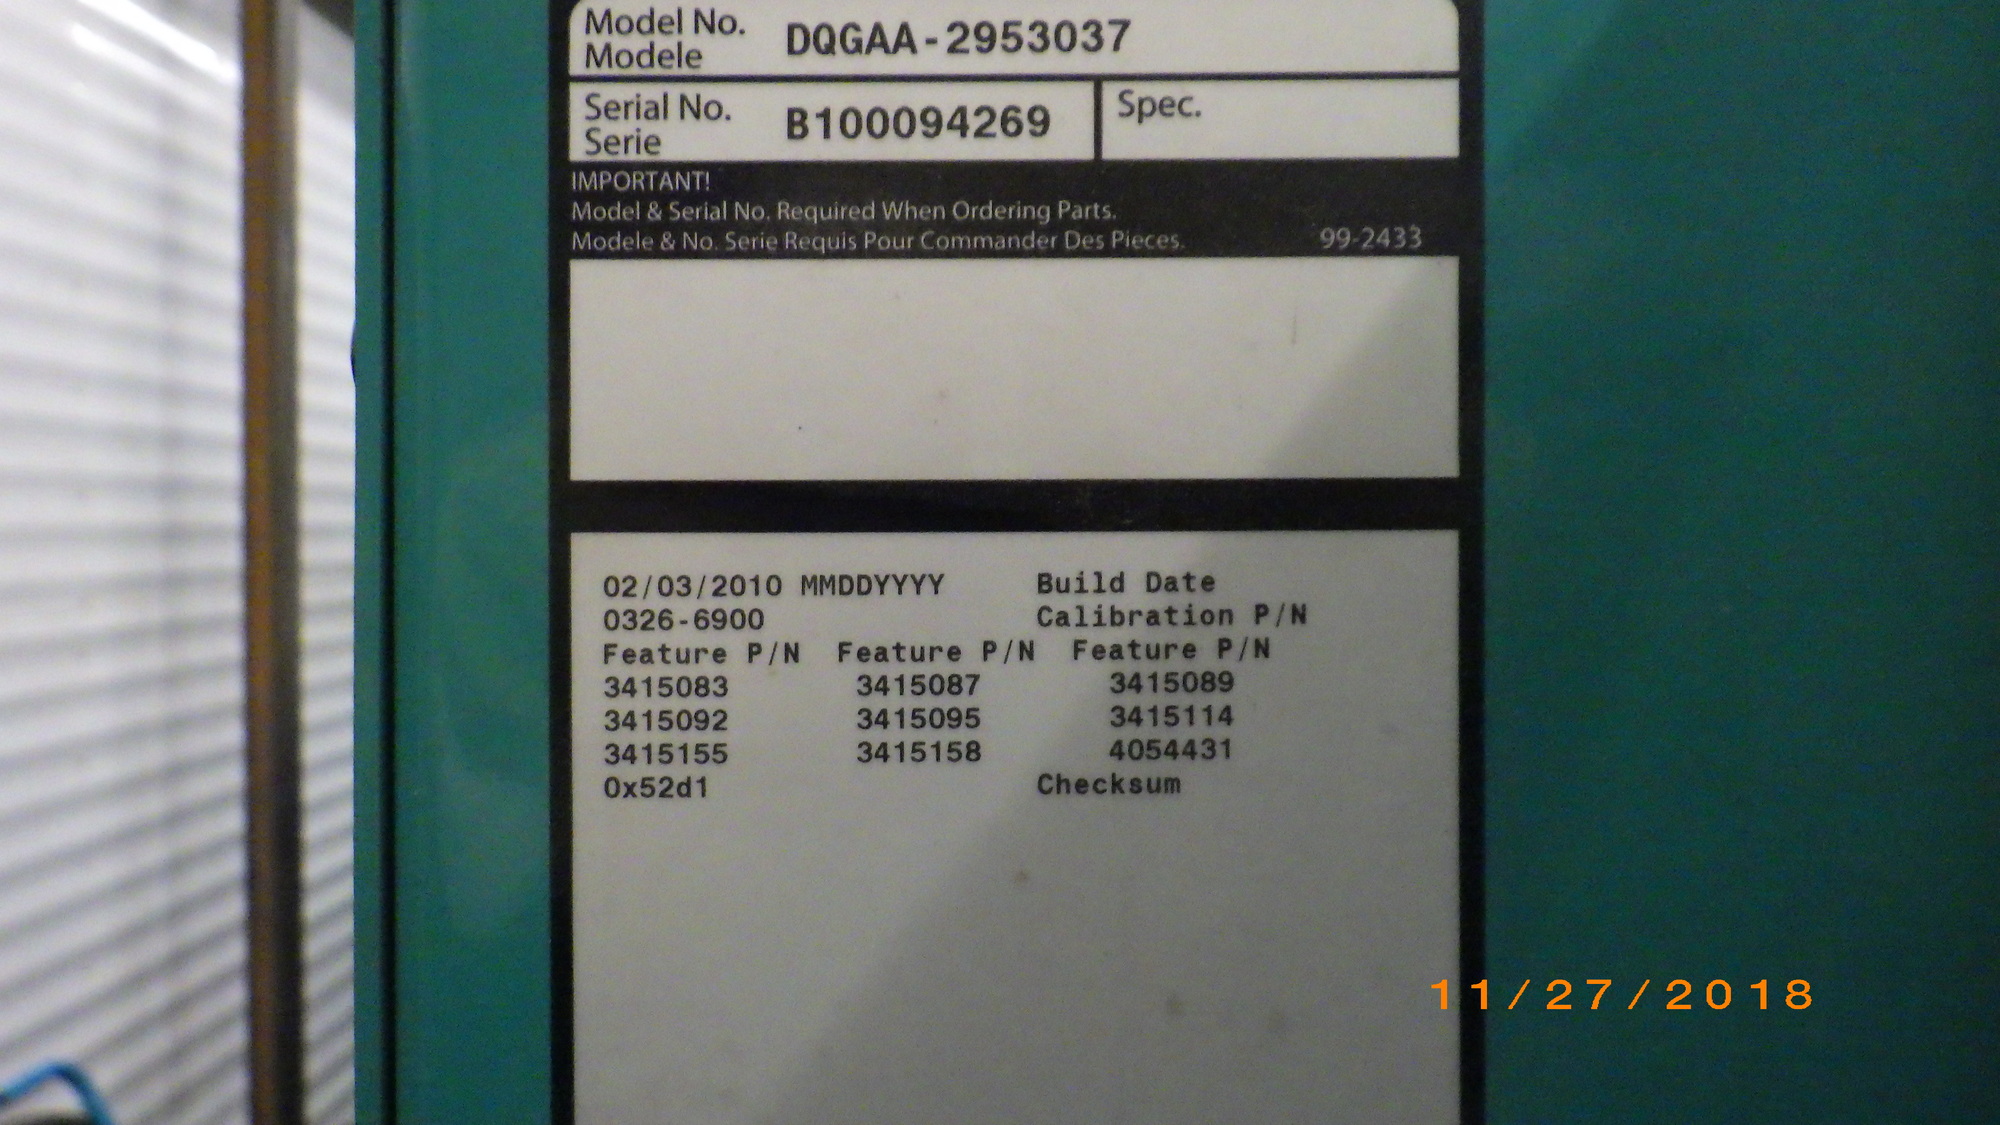 Model No.
Modele
DQGAA-2953037
Serial No.
Serie
B100094269
Spec.
IMPORTANT!
Model & Serial No. Required When Ordering Parts.
Modele & No. Serie Requis Pour Commander Des Pieces.
99-2433
02/03/2010 MMDDYYYY Build Date
0326-6900 Calibration P/N
Feature P/N Feature P/N Feature P/N
3415083 3415087 3415089
3415092 3415095 3415114
3415155 3415158 4054431
0x52d1 Checksum
11/27/2018